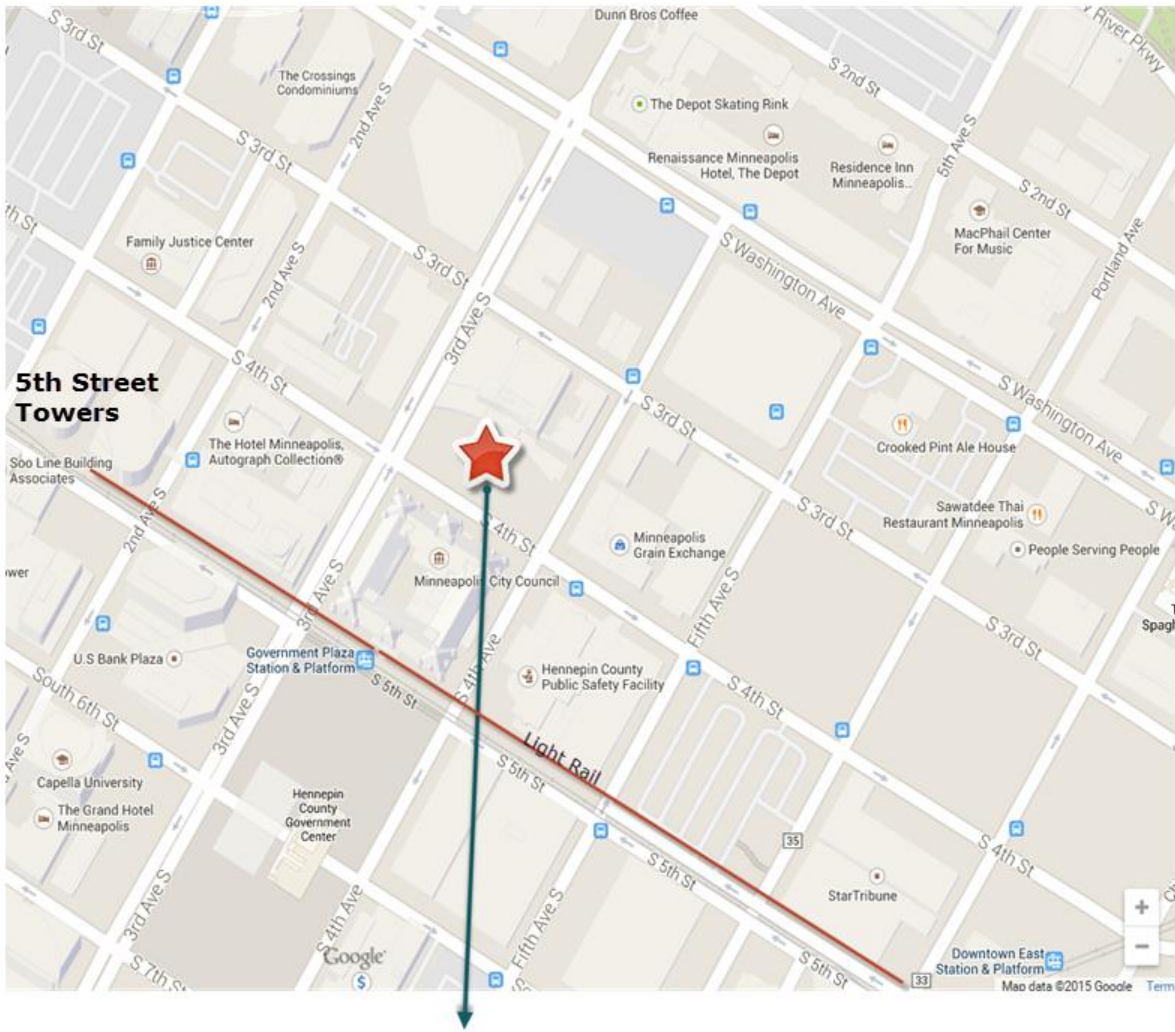 Dunn Bros Coffee
River Pkwy
S 3rd St
The Crossings
Condominiums
2nd Ave S
S 2nd St
The Depot Skating Rink
S 3rd St
Renaissance Minneapolis
Hotel, The Depot
Residence Inn
Minneapolis...
5th Ave S
S 2nd St
MacPhail Center
For Music
Portland Ave
Family Justice Center
2nd Ave S
S 3rd St
S Washington Ave
3rd Ave S
S 4th St
5th Street
Towers
The Hotel Minneapolis,
Autograph Collection®
S 3rd St
S Washington Ave
Crooked Pint Ale House
Soo Line Building
Associates
2nd Ave S
S 4th St
S 3rd St
Sawatdee Thai
Restaurant Minneapolis
Minneapolis
Grain Exchange
People Serving People
Minneapolis City Council
3rd Ave S
Fifth Ave S
S 3rd St
U.S Bank Plaza
Government Plaza
Station & Platform
S 5th St
S 4th Ave
Hennepin County
Public Safety Facility
S 4th St
South 6th St
3rd Ave S
Light Rail
S 5th St
Capella University
The Grand Hotel
Minneapolis
Hennepin
County
Government
Center
35
S 4th St
S 5th St
StarTribune
3rd Ave S
S 4th Ave
Fifth Ave S
Google
S 7th St
S 5th St
33
Downtown East
Station & Platform
+
−
Map data ©2015 Google